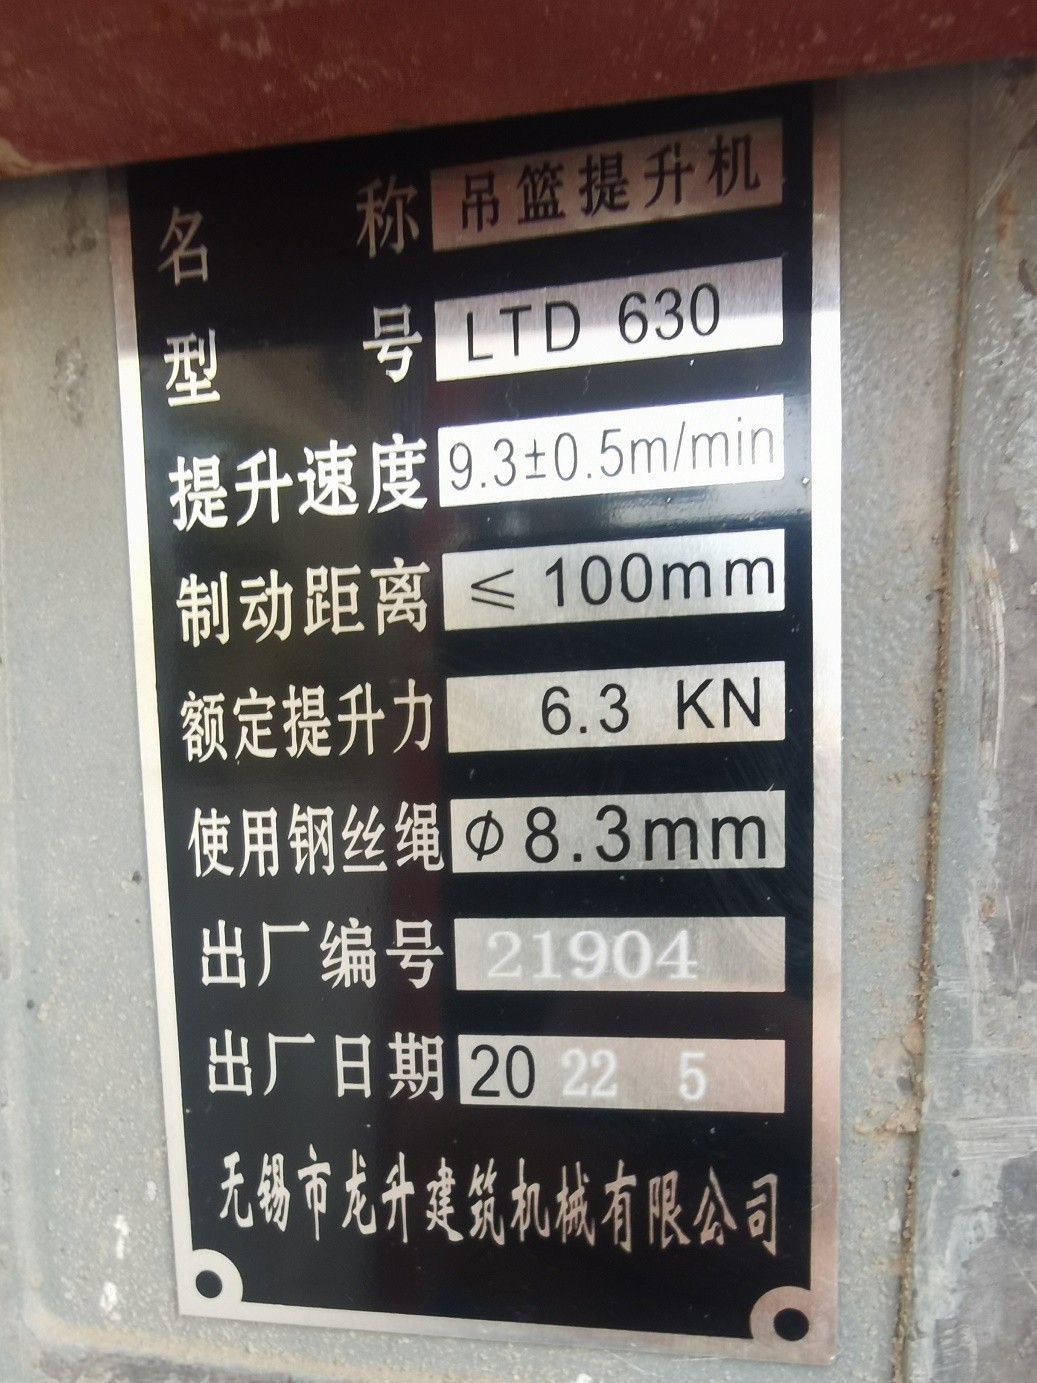 名称 吊篮提升机
型号 LTD 630
提升速度 9.3±0.5m/min
制动距离 ≤100mm
额定提升力 6.3 KN
使用钢丝绳 Φ8.3mm
出厂编号 21904
出厂日期 20 22 5
无锡市龙升建筑机械有限公司